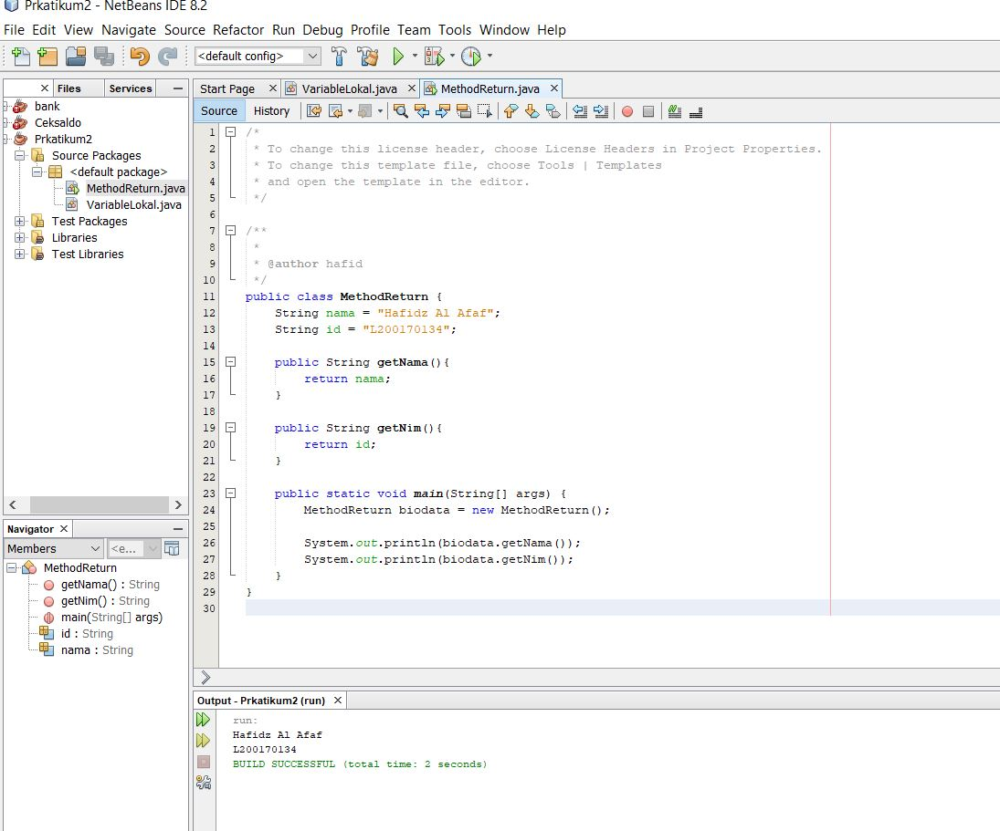 Prkatikum2 - NetBeans IDE 8.2
File Edit View Navigate Source Refactor Run Debug Profile Team Tools Window Help
<default config>
Files Services
bank
Ceksaldo
Prkatikum2
Source Packages
<default package>
MethodReturn.java
VariableLokal.java
Test Packages
Libraries
Test Libraries
Navigator
Members <e...
MethodReturn
getNama() : String
getNim() : String
main(String[] args)
id : String
nama : String
Start Page VariableLokal.java MethodReturn.java
Source History
1 /*
2 * To change this license header, choose License Headers in Project Properties.
3 * To change this template file, choose Tools | Templates
4 * and open the template in the editor.
5 */
6
7 /**
8 *
9 * @author hafid
10 */
11 public class MethodReturn {
12 String nama = "Hafidz Al Afaf";
13 String id = "L200170134";
14
15 public String getNama(){
16 return nama;
17 }
18
19 public String getNim(){
20 return id;
21 }
22
23 public static void main(String[] args) {
24 MethodReturn biodata = new MethodReturn();
25
26 System.out.println(biodata.getNama());
27 System.out.println(biodata.getNim());
28 }
29 }
30
Output - Prkatikum2 (run)
run:
Hafidz Al Afaf
L200170134
BUILD SUCCESSFUL (total time: 2 seconds)